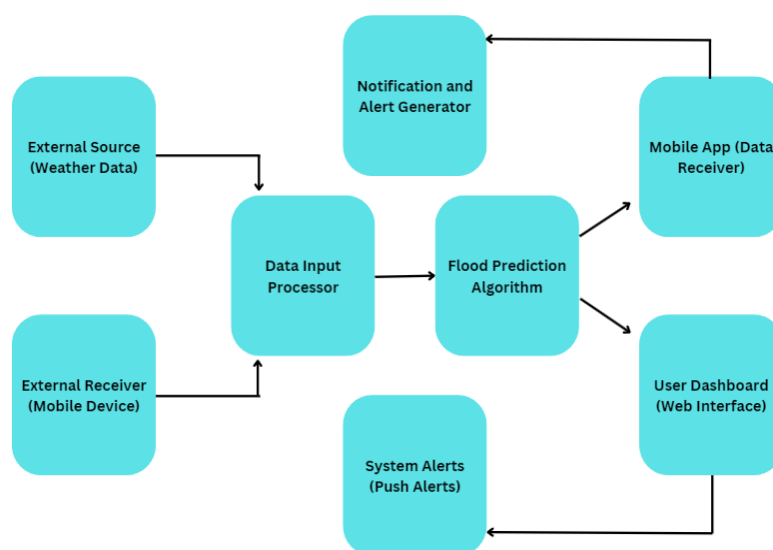 Notification and
Alert Generator
External Source
(Weather Data)
Mobile App (Data
Receiver)
Data Input
Processor
Flood Prediction
Algorithm
External Receiver
(Mobile Device)
User Dashboard
(Web Interface)
System Alerts
(Push Alerts)